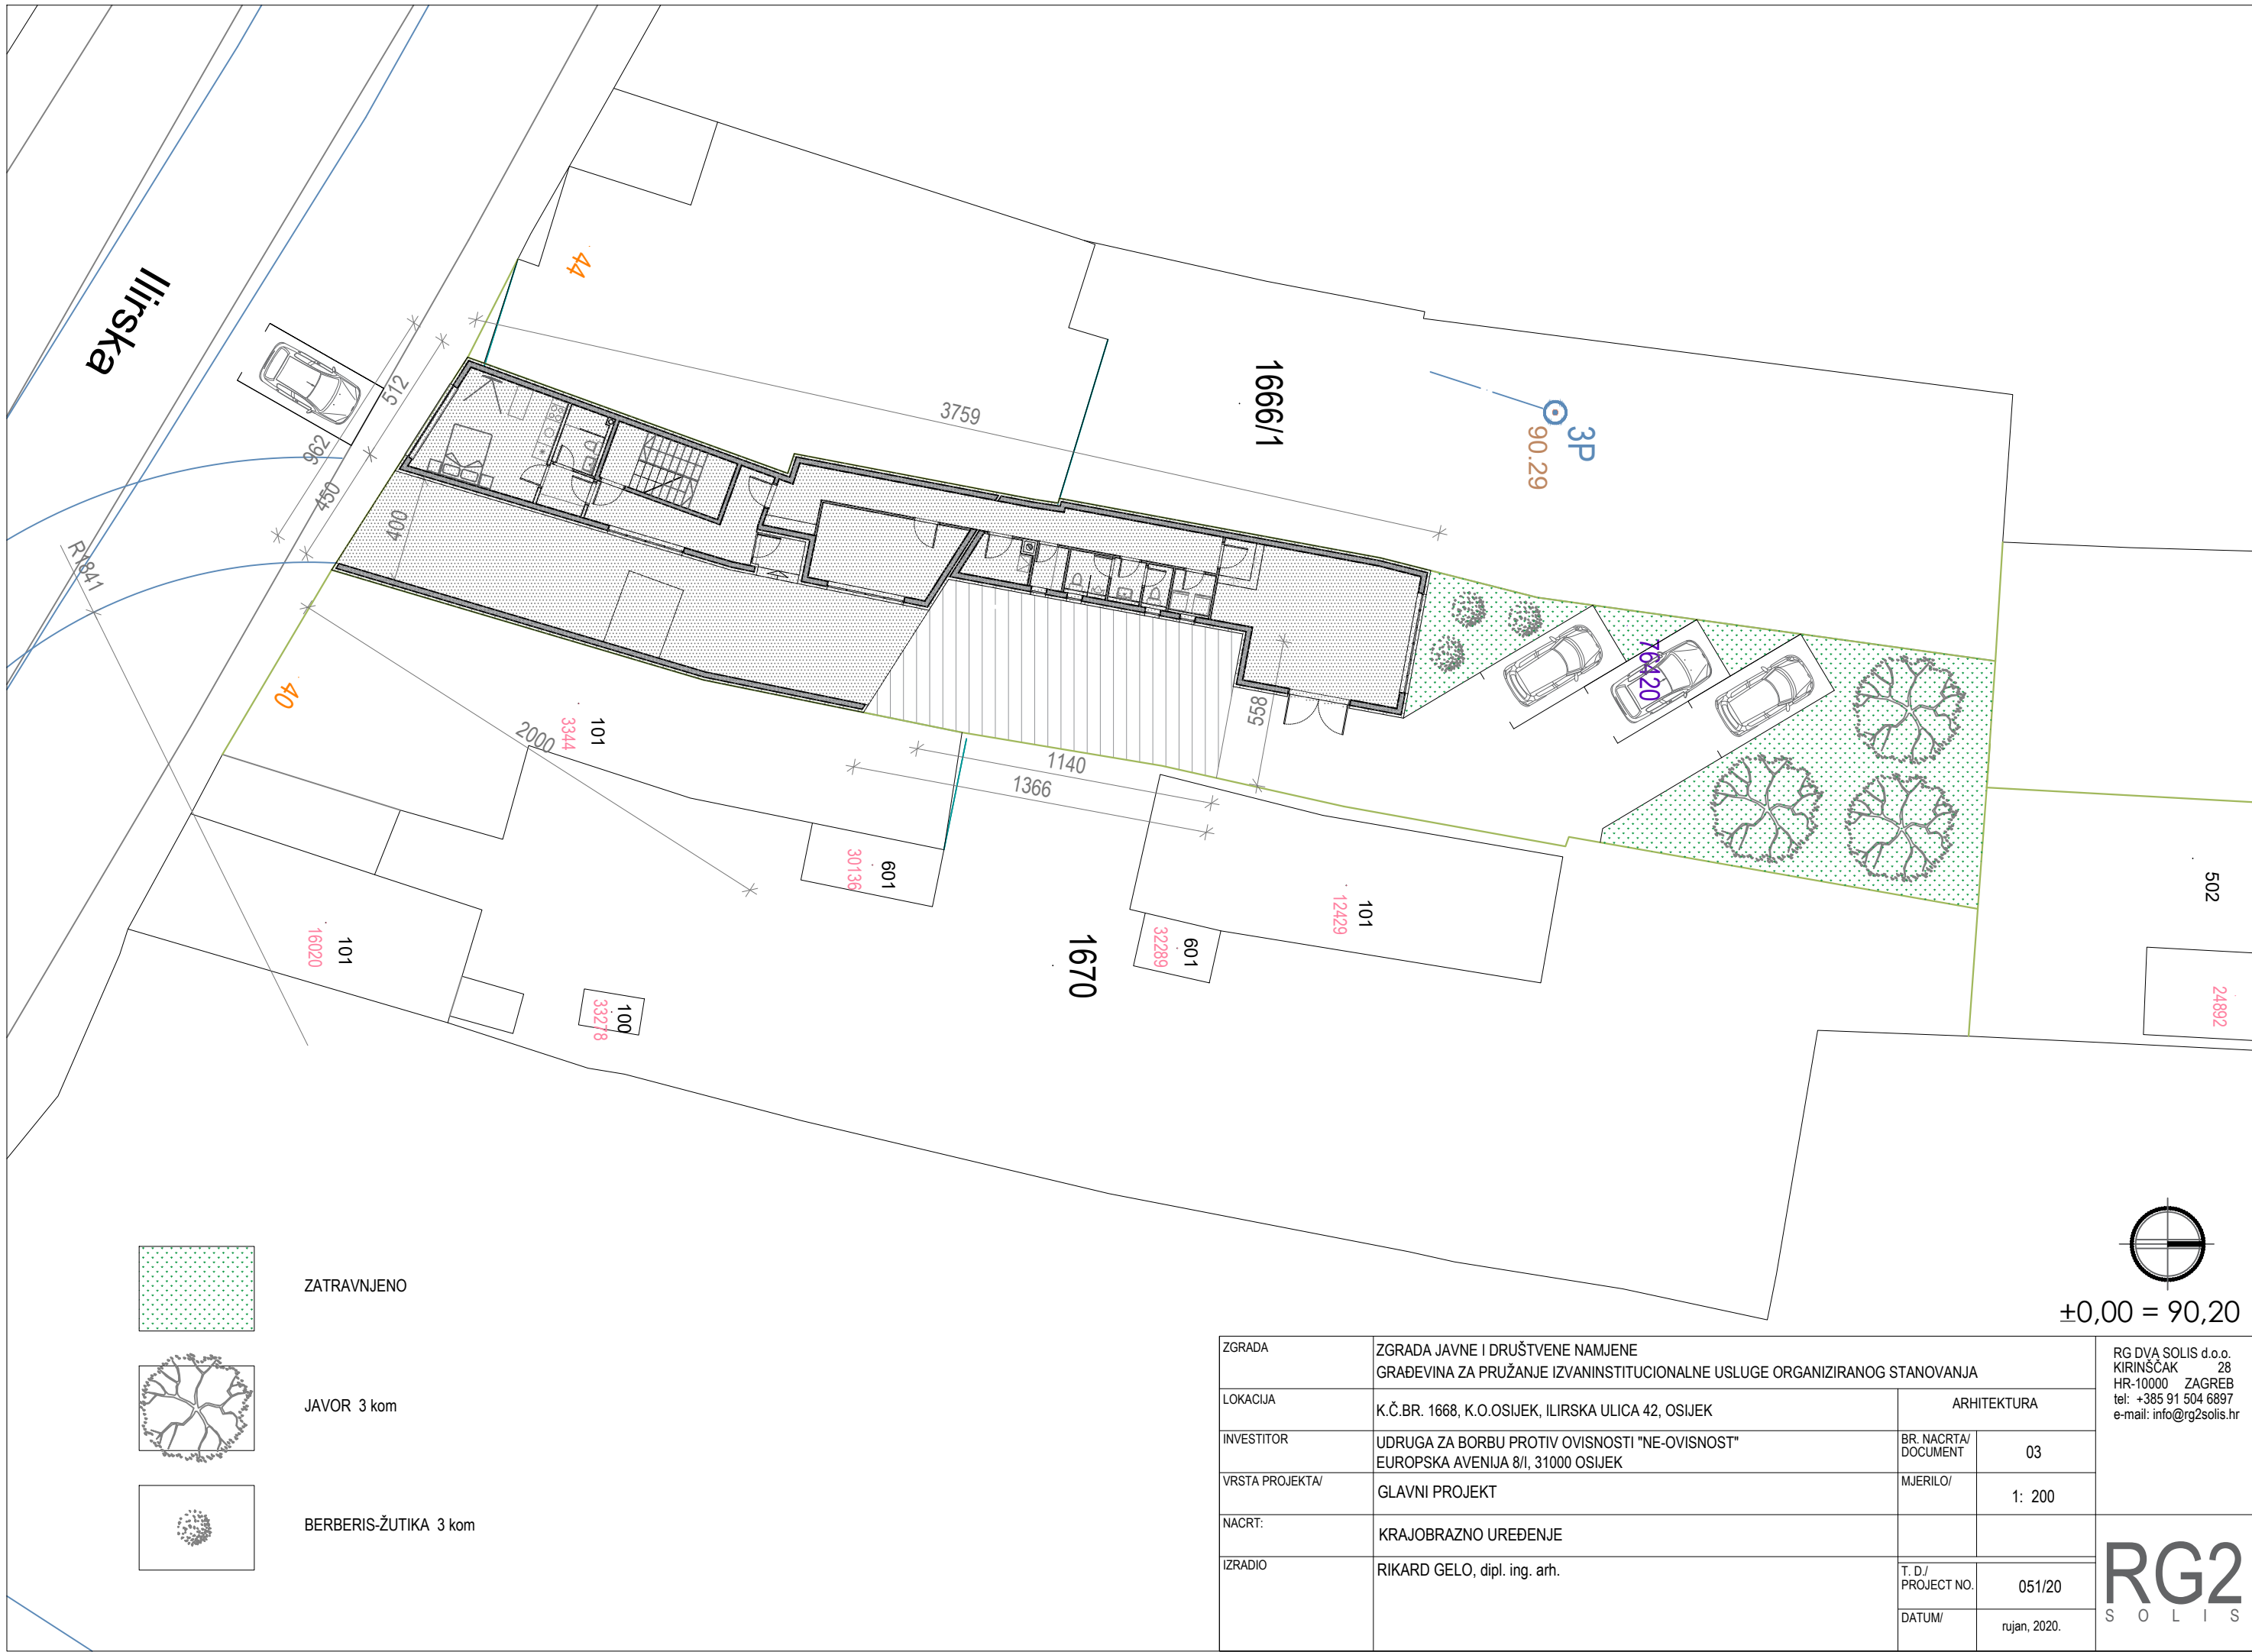 Ilirska
44
512
962
450
400
3759
1666/1
3P
90.29
R1841
40
76120
558
2000
101
3344
1140
1366
601
30136
101
12429
601
32289
1670
101
16020
100
33278
502
24892
ZATRAVNJENO
JAVOR 3 kom
BERBERIS-ŽUTIKA 3 kom
±0,00 = 90,20
ZGRADA
ZGRADA JAVNE I DRUŠTVENE NAMJENE
GRAĐEVINA ZA PRUŽANJE IZVANINSTITUCIONALNE USLUGE ORGANIZIRANOG STANOVANJA
LOKACIJA
K.Č.BR. 1668, K.O.OSIJEK, ILIRSKA ULICA 42, OSIJEK
ARHITEKTURA
INVESTITOR
UDRUGA ZA BORBU PROTIV OVISNOSTI "NE-OVISNOST"
EUROPSKA AVENIJA 8/I, 31000 OSIJEK
BR. NACRTA/
DOCUMENT
03
VRSTA PROJEKTA/
GLAVNI PROJEKT
MJERILO/
1: 200
NACRT:
KRAJOBRAZNO UREĐENJE
IZRADIO
RIKARD GELO, dipl. ing. arh.
T. D./
PROJECT NO.
051/20
DATUM/
rujan, 2020.
RG DVA SOLIS d.o.o.
KIRINŠČAK 28
HR-10000 ZAGREB
tel: +385 91 504 6897
e-mail: info@rg2solis.hr
RG2
SOLIS